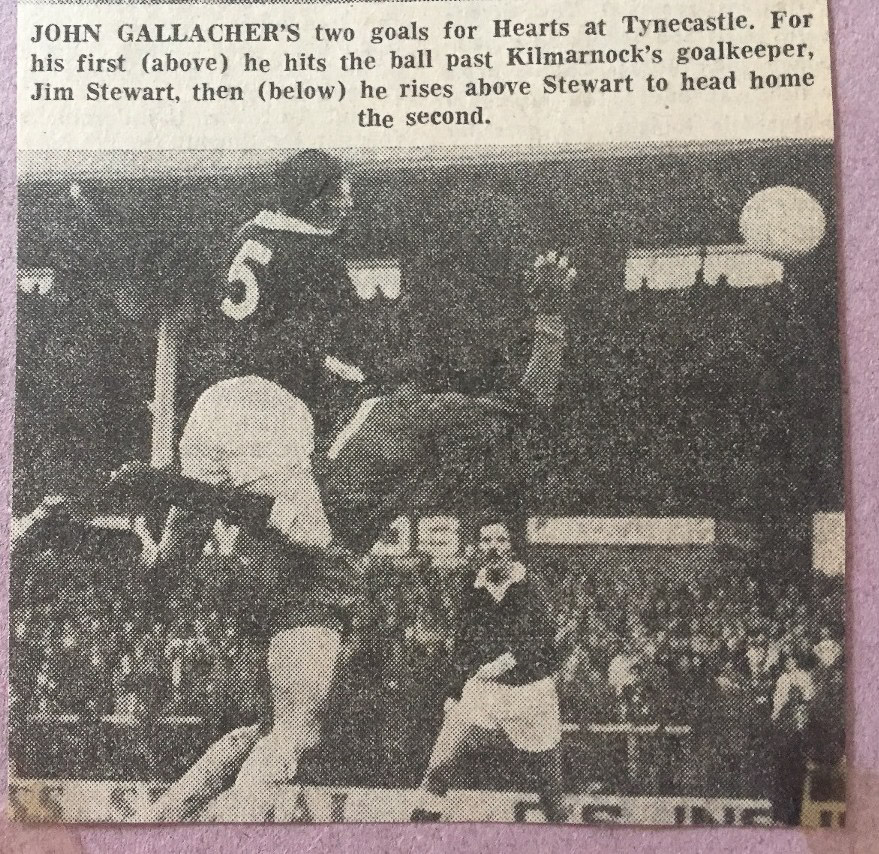 JOHN GALLACHER'S two goals for Hearts at Tynecastle. For
his first (above) he hits the ball past Kilmarnock's goalkeeper,
Jim Stewart, then (below) he rises above Stewart to head home
the second.
5